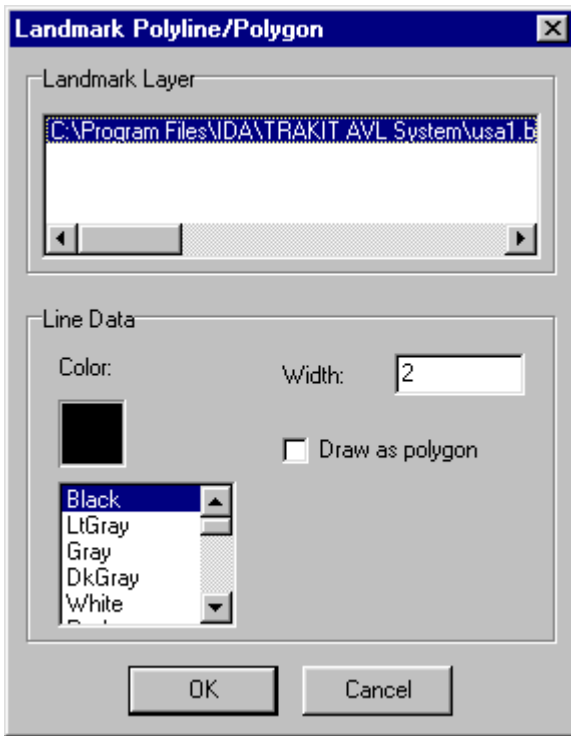 Landmark Polyline/Polygon
Landmark Layer
C:\Program Files\IDA\TRAKIT AVL System\usa1.b
Line Data
Color:
Width:
2
Draw as polygon
Black
LtGray
Gray
DkGray
White
OK
Cancel